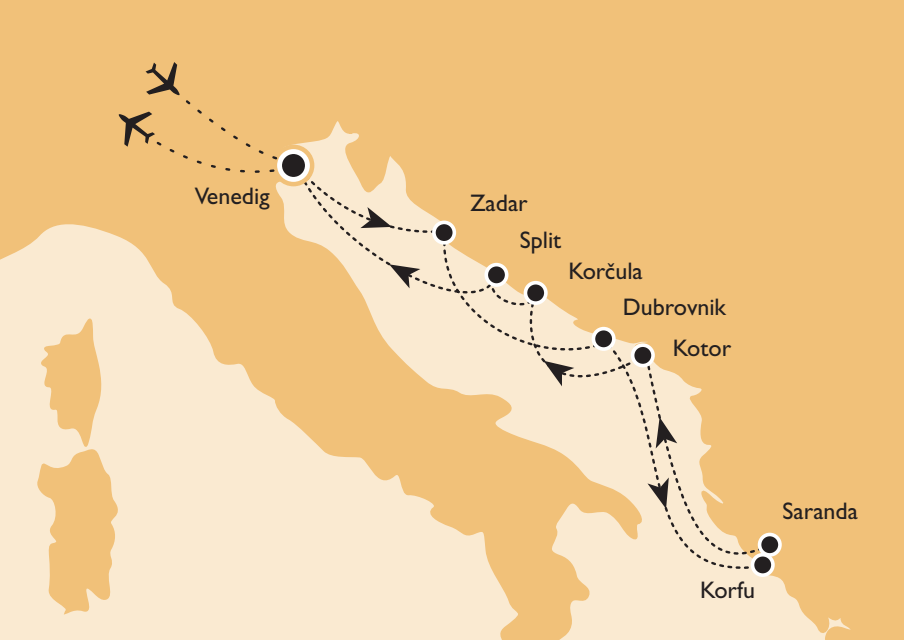 Venedig
Zadar
Split
Korčula
Dubrovnik
Kotor
Saranda
Korfu